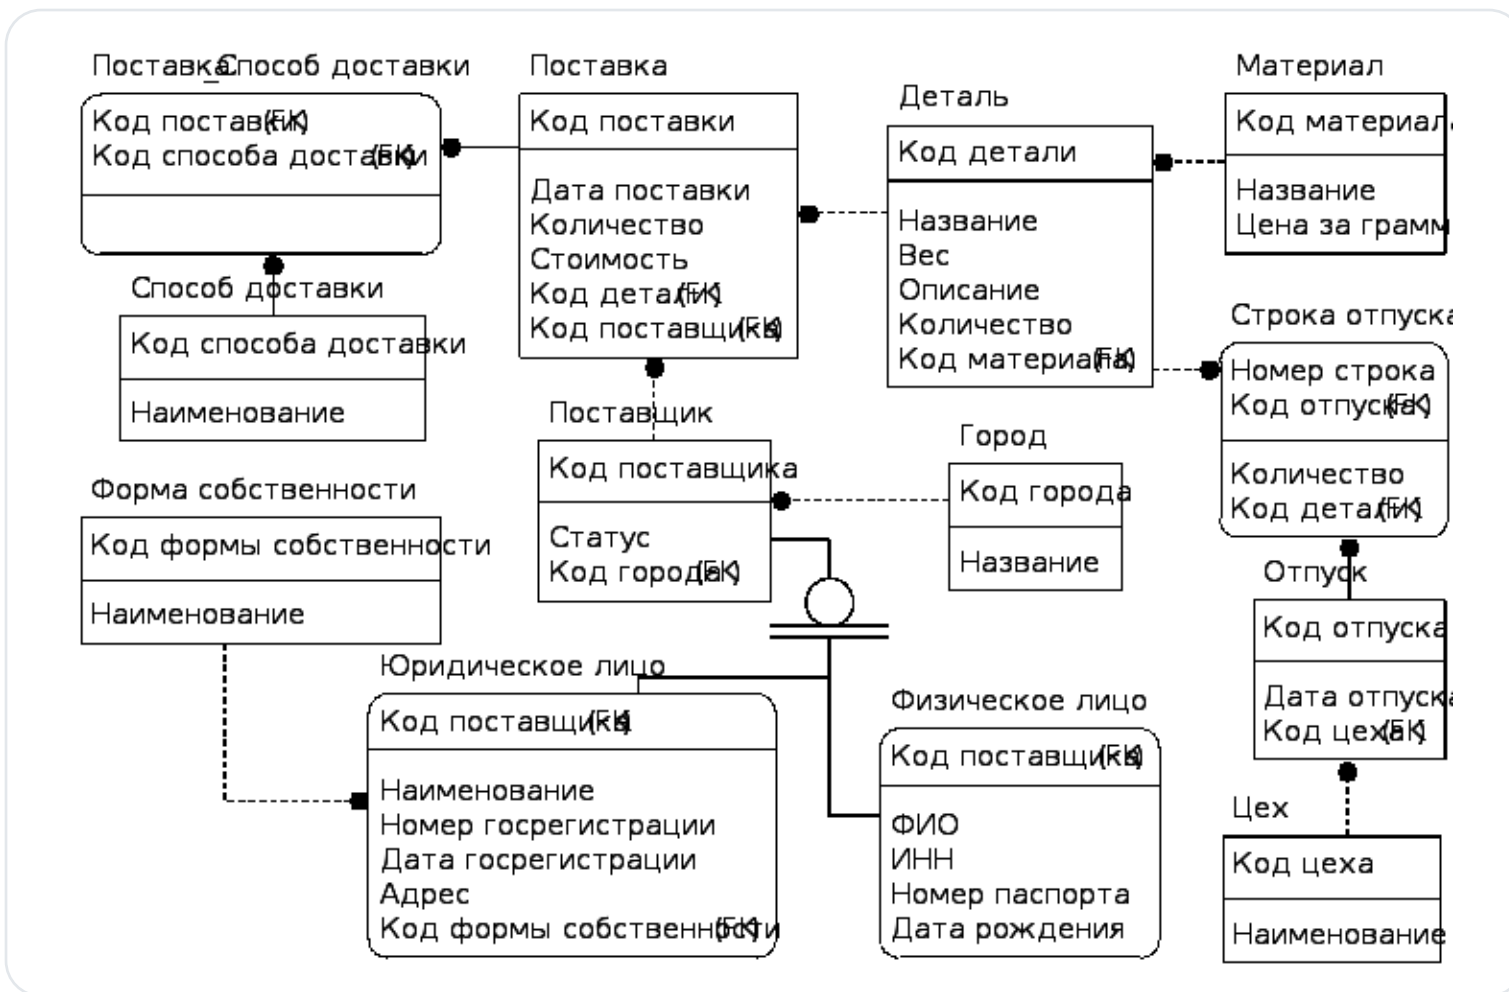 Поставка_Способ доставки
Код поставки (FK)
Код способа доставки (FK)
Поставка
Код поставки
Дата поставки
Количество
Стоимость
Код детали (FK)
Код поставщика (FK)
Деталь
Код детали
Название
Вес
Описание
Количество
Код материала (FK)
Материал
Код материала
Название
Цена за грамм
Способ доставки
Код способа доставки
Наименование
Поставщик
Код поставщика
Статус
Код города (FK)
Город
Код города
Название
Строка отпуска
Номер строка
Код отпуска (FK)
Количество
Код детали (FK)
Форма собственности
Код формы собственности
Наименование
Отпуск
Код отпуска
Дата отпуска
Код цеха (FK)
Юридическое лицо
Код поставщика (FK)
Наименование
Номер госрегистрации
Дата госрегистрации
Адрес
Код формы собственности (FK)
Физическое лицо
Код поставщика (FK)
ФИО
ИНН
Номер паспорта
Дата рождения
Цех
Код цеха
Наименование